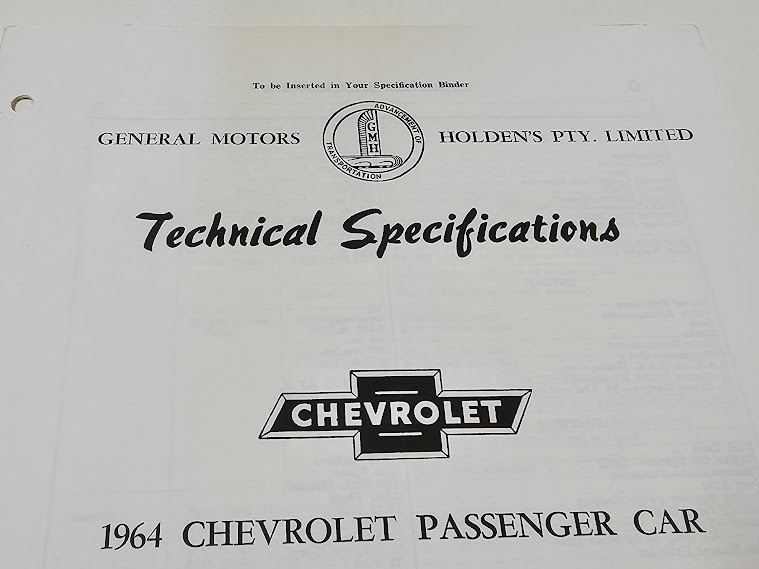 To be Inserted in Your Specification Binder
GENERAL MOTORS
ADVANCEMENT OF TRANSPORTATION
GMH
HOLDEN'S PTY. LIMITED
Technical Specifications
CHEVROLET
1964 CHEVROLET PASSENGER CAR